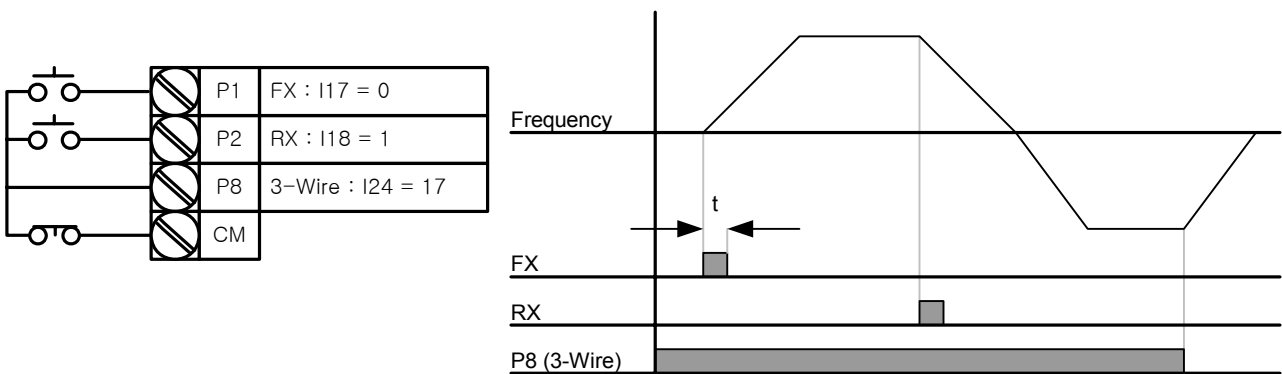 P1 FX : I17 = 0
P2 RX : I18 = 1
P8 3-Wire : I24 = 17
CM
Frequency
t
FX
RX
P8 (3-Wire)